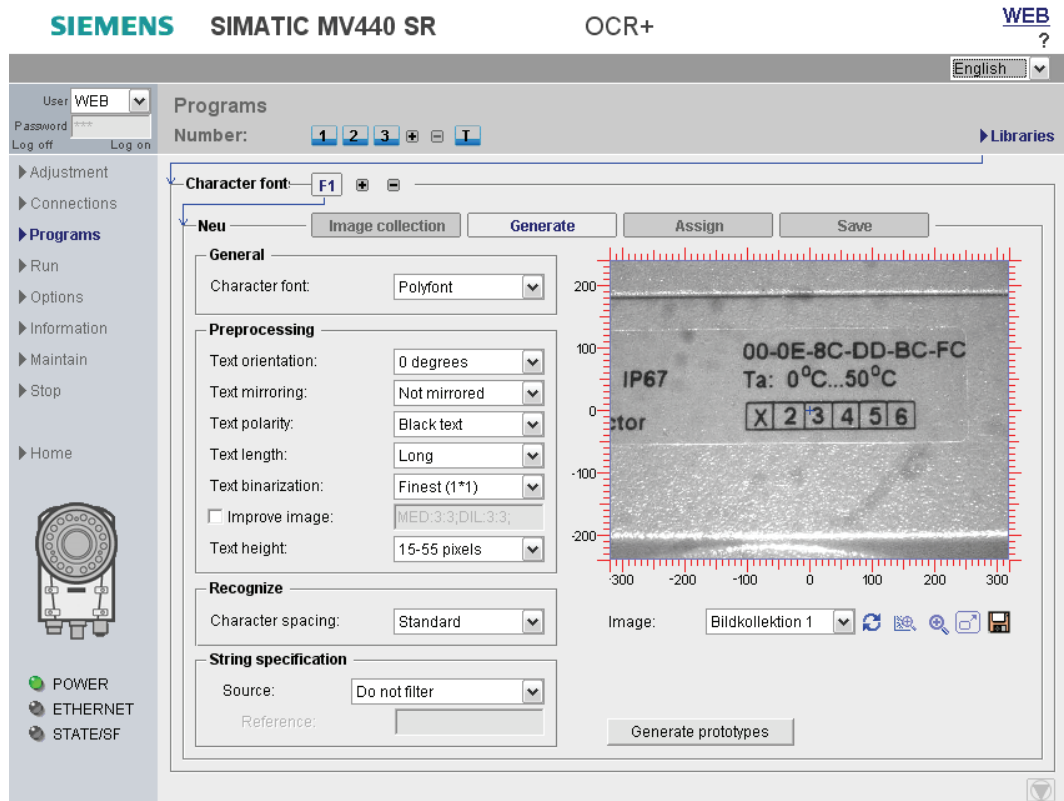 SIEMENS SIMATIC MV440 SR OCR+ WEB
?
English
User WEB
Password ***
Log off Log on
Programs
Number: 1 2 3 T
Libraries
Adjustment
Connections
Programs
Run
Options
Information
Maintain
Stop
Home
POWER
ETHERNET
STATE/SF
Character font: F1
Neu Image collection Generate Assign Save
General
Character font: Polyfont
Preprocessing
Text orientation: 0 degrees
Text mirroring: Not mirrored
Text polarity: Black text
Text length: Long
Text binarization: Finest (1*1)
Improve image: MED:3:3;DIL:3:3;
Text height: 15-55 pixels
Recognize
Character spacing: Standard
String specification
Source: Do not filter
Reference:
200
100
0
-100
-200
-300 -200 -100 0 100 200 300
00-0E-8C-DD-BC-FC
IP67 Ta: 0°C...50°C
ctor X 2 3 4 5 6
Image: Bildkollektion 1
Generate prototypes